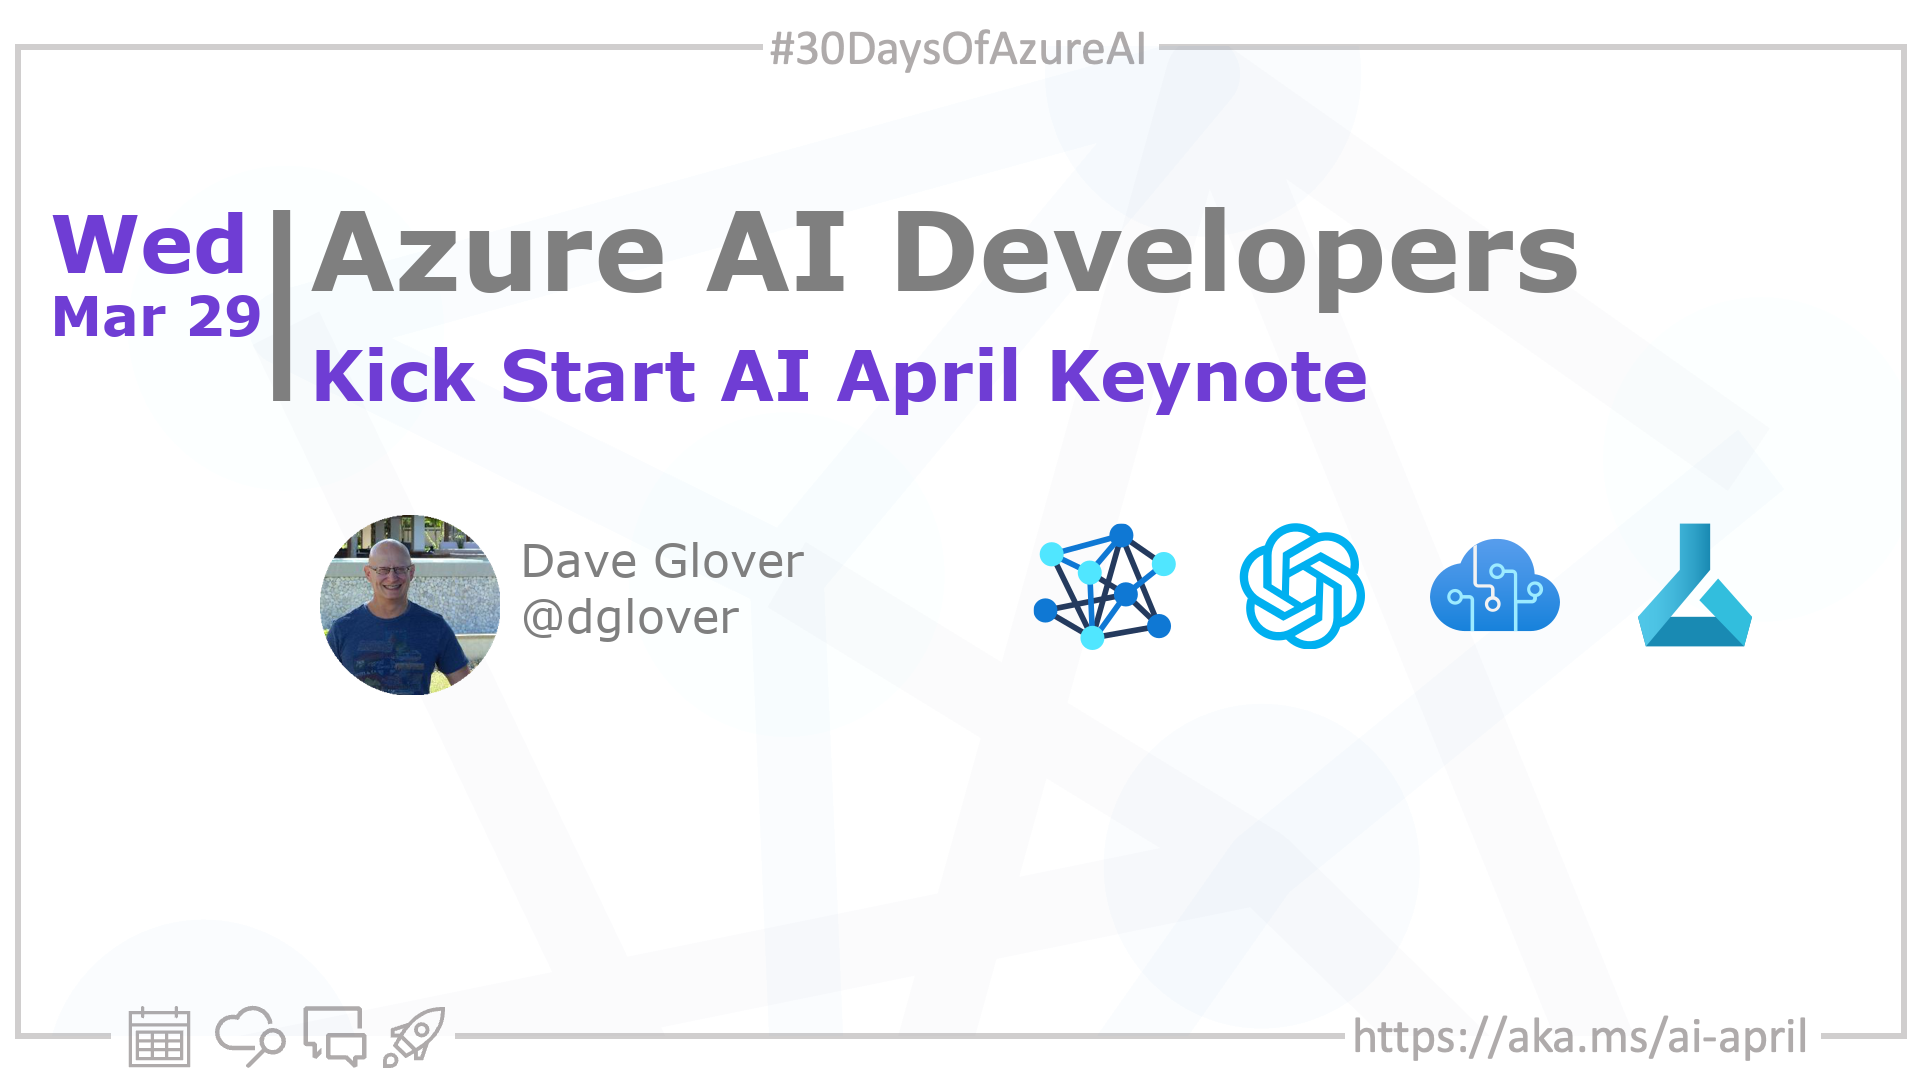 #30DaysOfAzureAI
Wed
Mar 29
Azure AI Developers
Kick Start AI April Keynote
Dave Glover
@dglover
https://aka.ms/ai-april